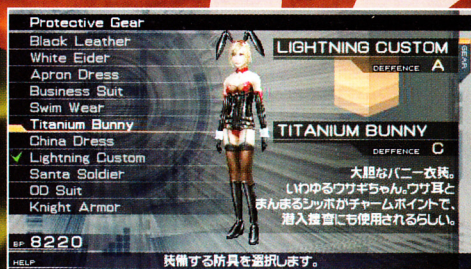 Protective Gear
Black Leather
White Eider
Apron Dress
Business Suit
Swim Wear
Titanium Bunny
China Dress
Lightning Custom
Santa Soldier
OD Suit
Knight Armor
BP 8220
LIGHTNING CUSTOM
DEFFENCE A
GEAR
TITANIUM BUNNY
DEFFENCE C
大胆なバニー衣装。
いわゆるウサギちゃん。ウサ耳と
まんまるシッポがチャームポイントで、
潜入捜査にも使用されるらしい。
HELP 装備する防具を選択します。